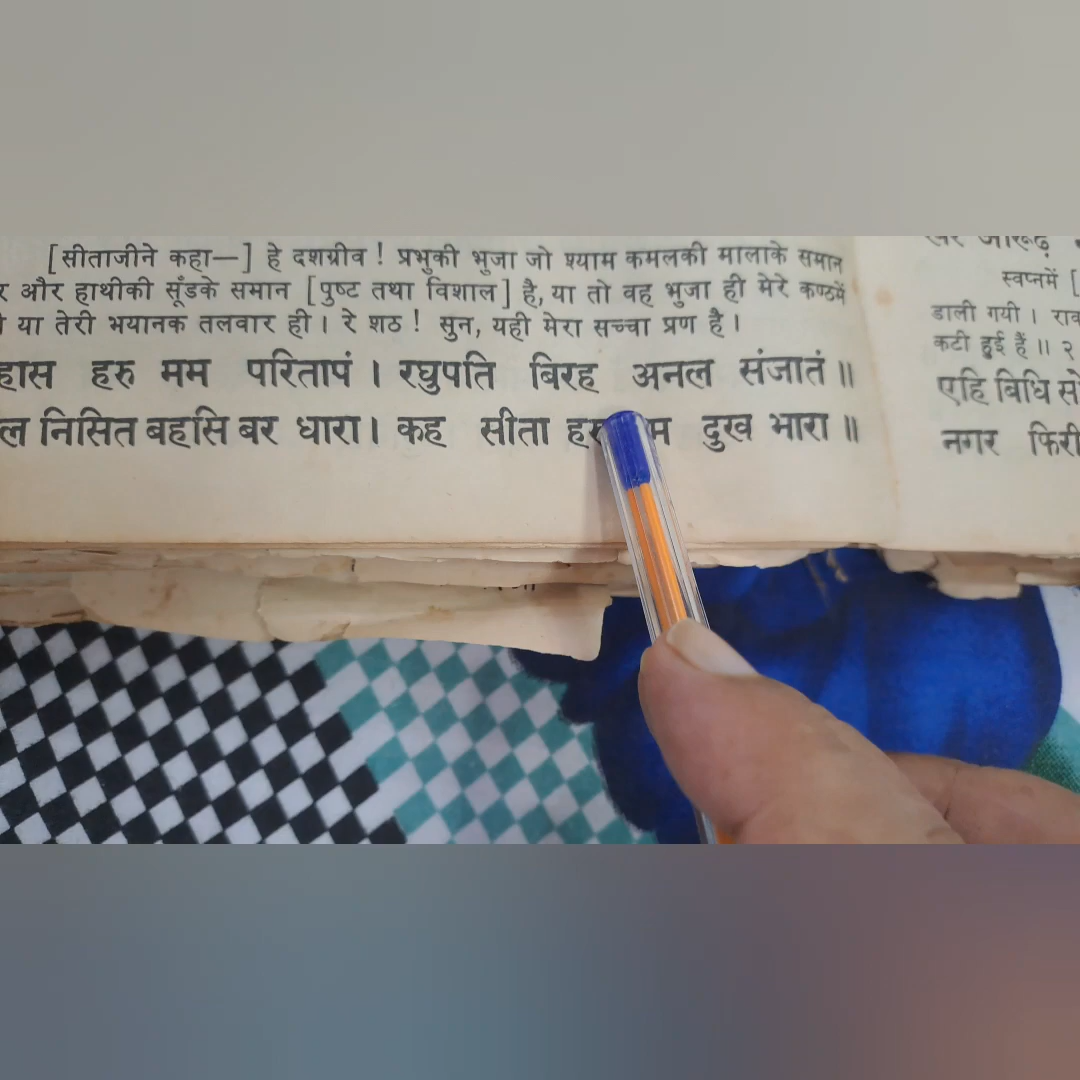 [सीताजीने कहा—] हे दशग्रीव ! प्रभुकी भुजा जो श्याम कमलकी मालाके समान
और हाथीकी सूँडके समान [पुष्ट तथा विशाल] है, या तो वह भुजा ही मेरे कण्ठमें
या तेरी भयानक तलवार ही। रे शठ ! सुन, यही मेरा सच्चा प्रण है।
हास हरु मम परितापं। रघुपति बिरह अनल संजातं॥
ल निसित बहसि बर धारा। कह सीता दुख भारा॥
स्वप्नमें [
डाली गयी। राव
कटी हुई हैं॥ २
एहि बिधि सो
नगर फिरी